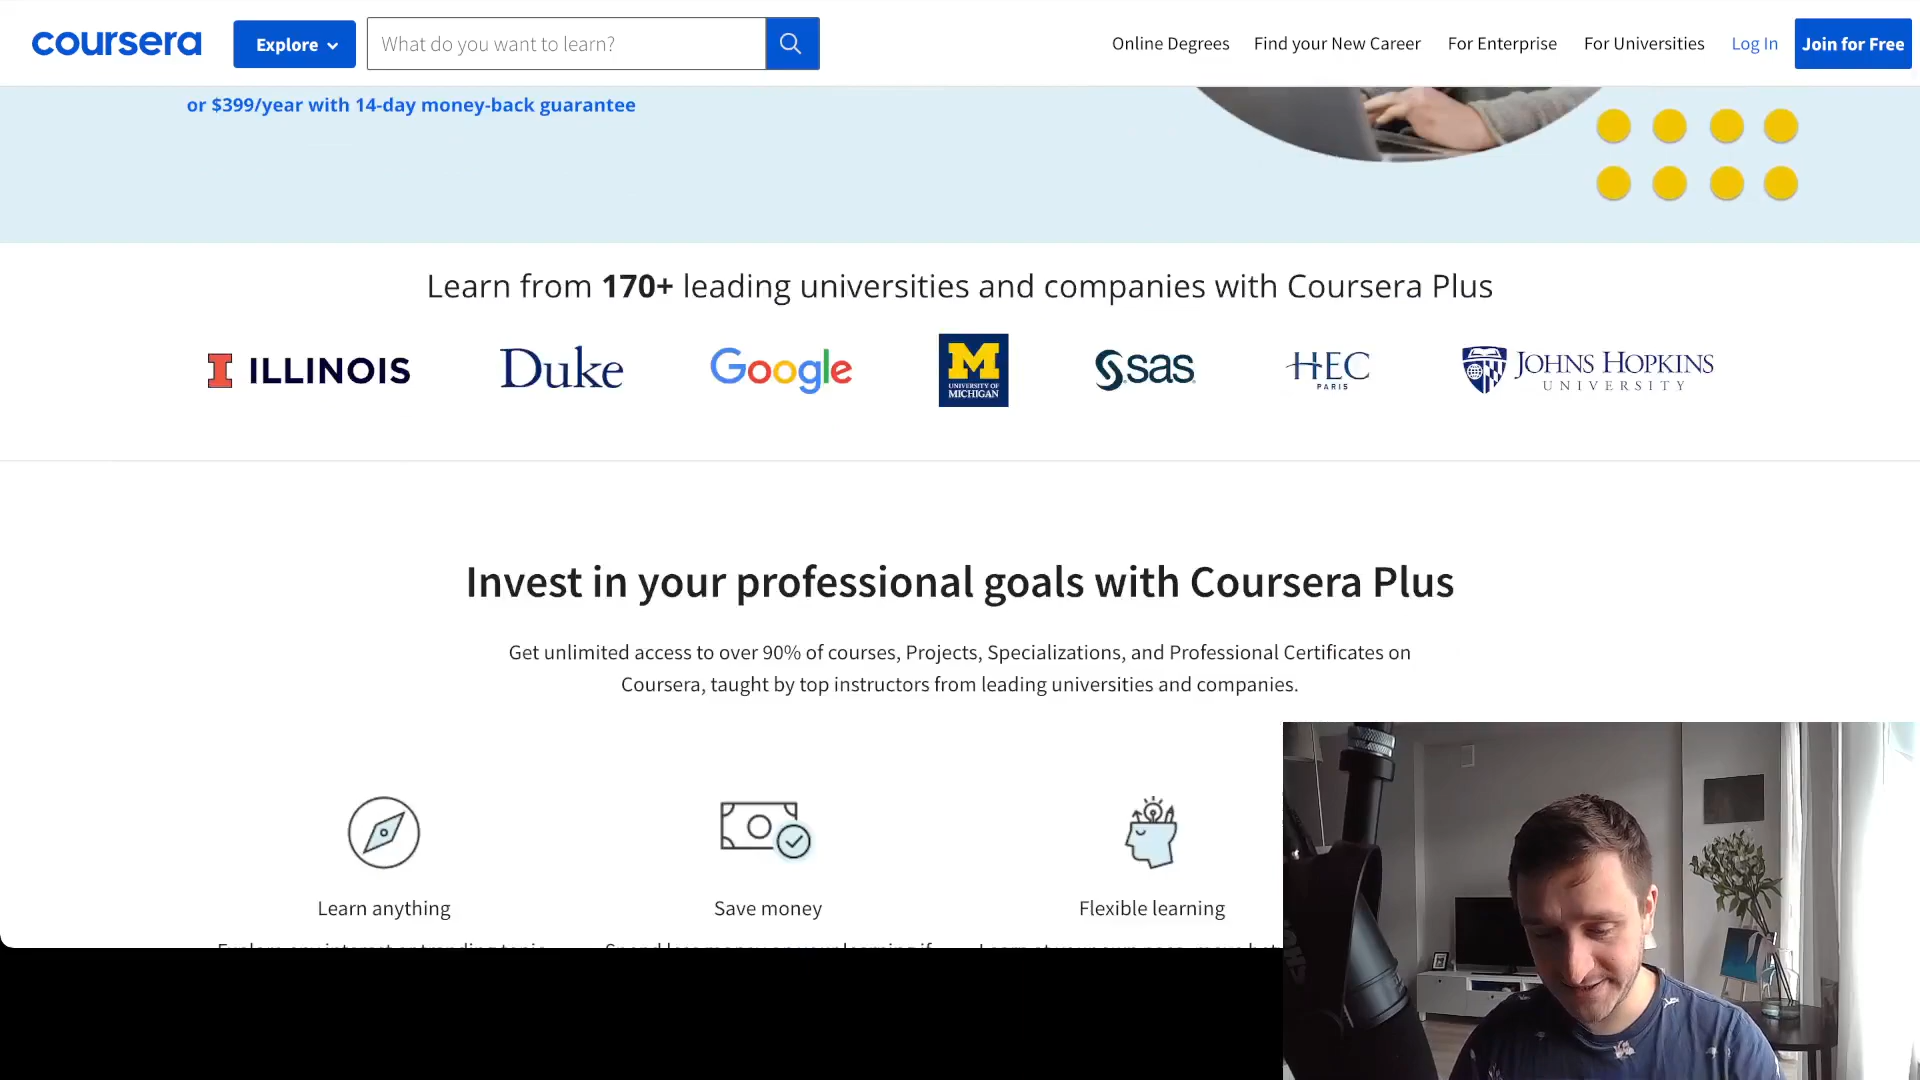 coursera
Explore
What do you want to learn?
Online Degrees
Find your New Career
For Enterprise
For Universities
Log In
Join for Free
or $399/year with 14-day money-back guarantee
Learn from 170+ leading universities and companies with Coursera Plus
I ILLINOIS
Duke
Google
M
UNIVERSITY OF
MICHIGAN
sas
HEC
PARIS
JOHNS HOPKINS
UNIVERSITY
Invest in your professional goals with Coursera Plus
Get unlimited access to over 90% of courses, Projects, Specializations, and Professional Certificates on
Coursera, taught by top instructors from leading universities and companies.
Learn anything
Save money
Flexible learning